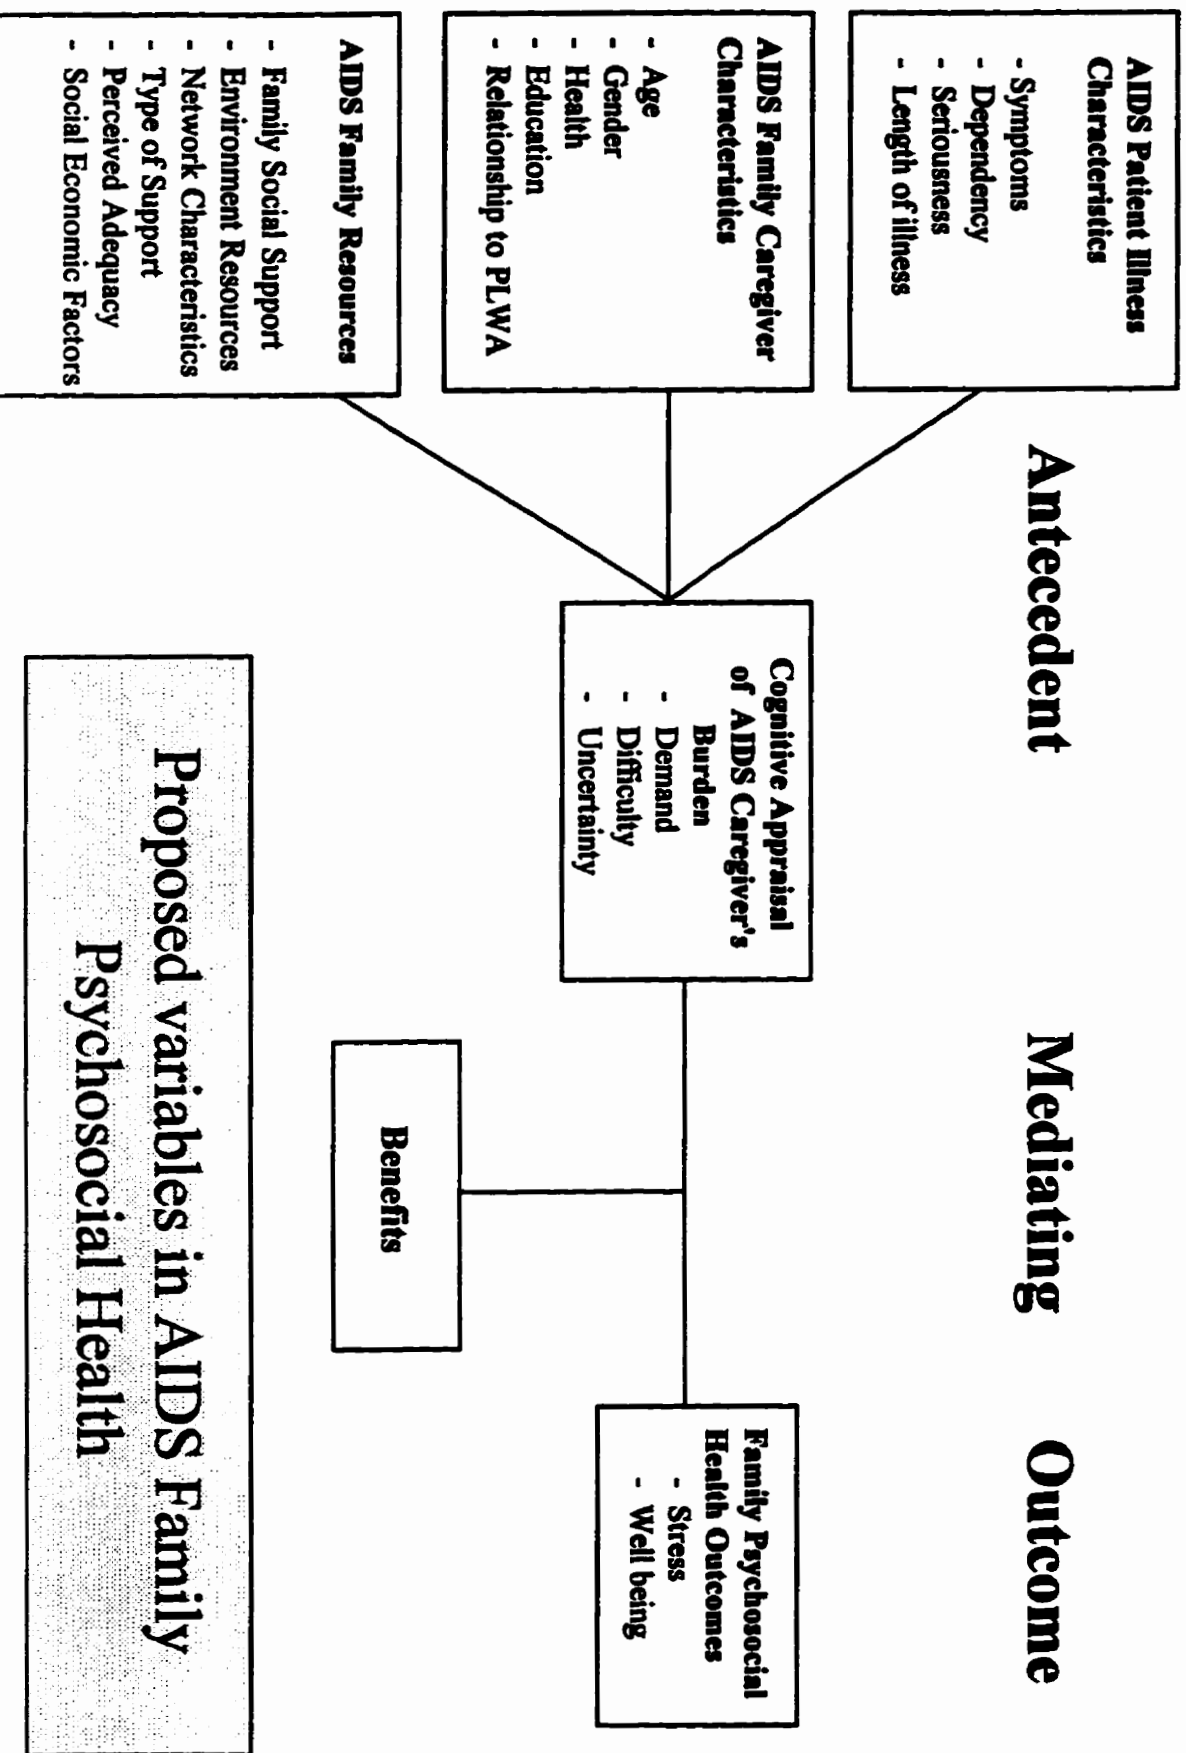 Antecedent
Mediating
Outcome
AIDS Patient Illness
Characteristics
- Symptoms
- Dependency
- Seriousness
- Length of illness
AIDS Family Caregiver
Characteristics
- Age
- Gender
- Health
- Education
- Relationship to PLWA
AIDS Family Resources
- Family Social Support
- Environment Resources
- Network Characteristics
- Type of Support
- Perceived Adequacy
- Social Economic Factors
Cognitive Appraisal
of AIDS Caregiver's
Burden
- Demand
- Difficulty
- Uncertainty
Benefits
Family Psychosocial
Health Outcomes
- Stress
- Well being
Proposed variables in AIDS Family
Psychosocial Health